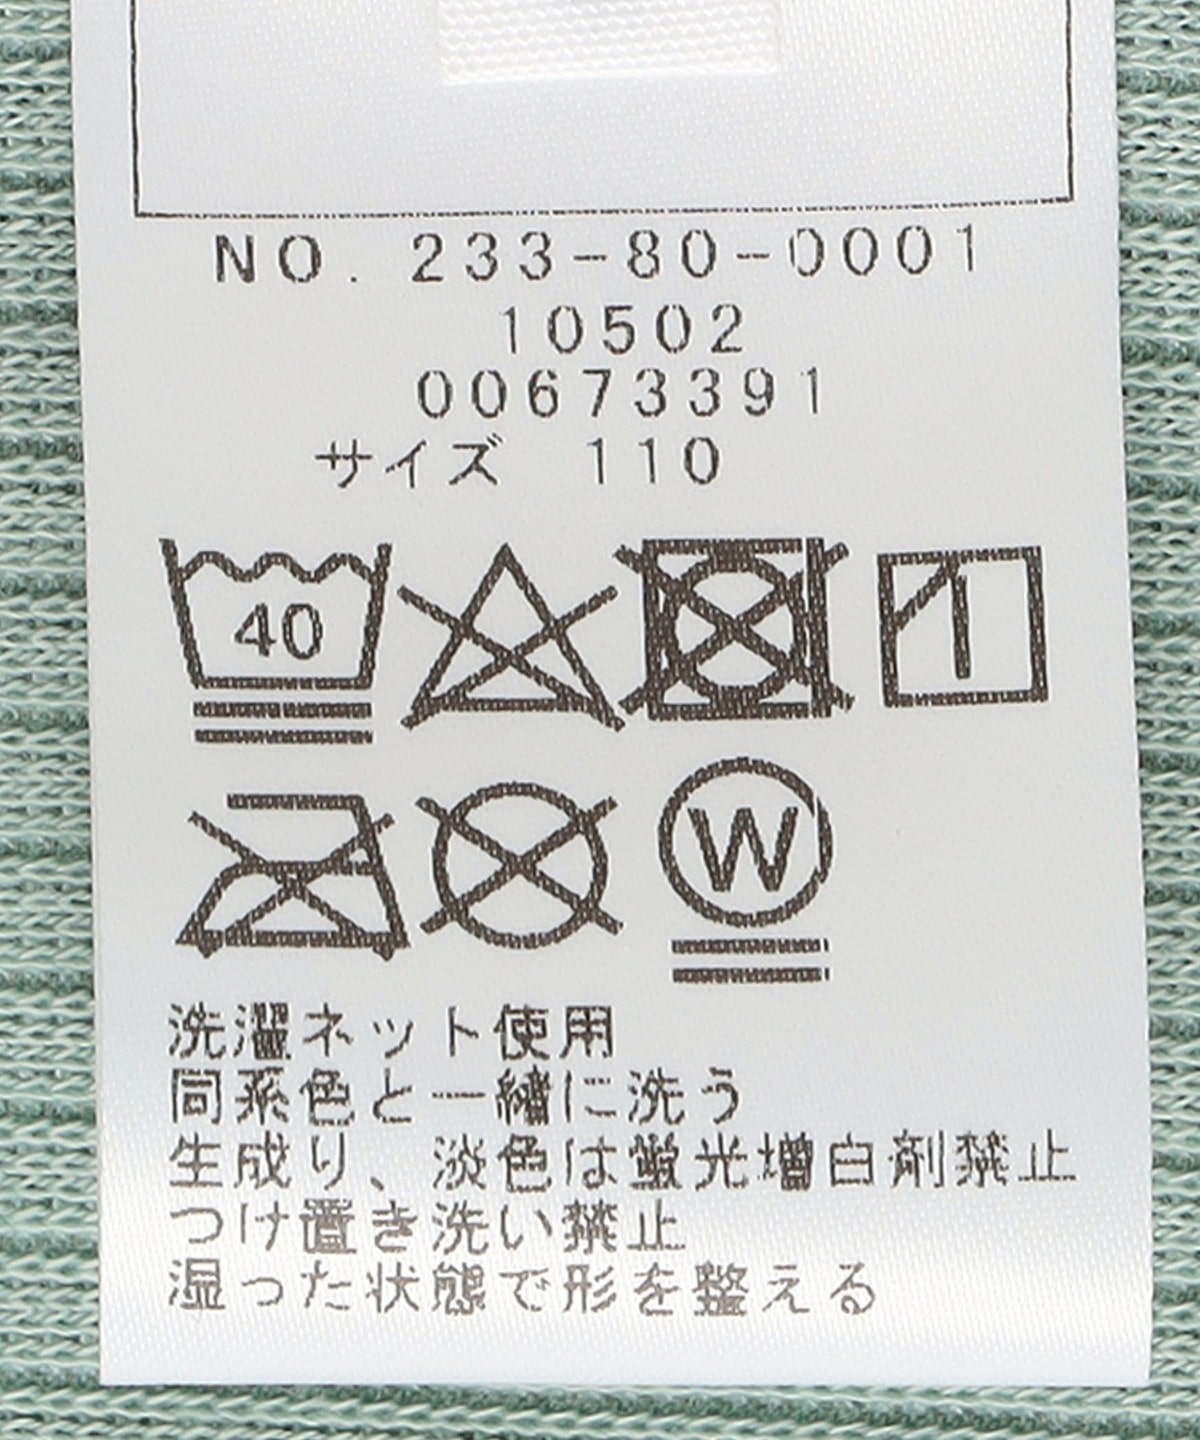 NO. 233-80-0001
10502
00673391
サイズ 110
40
W
洗濯ネット使用
同系色と一緒に洗う
生成り、淡色は蛍光増白剤禁止
つけ置き洗い禁止
湿った状態で形を整える